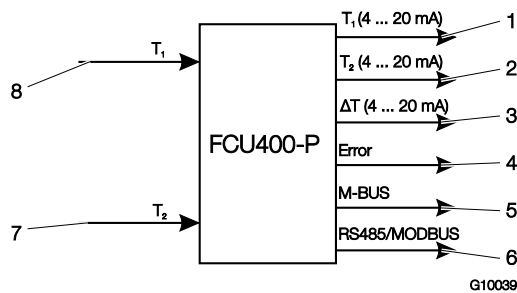 T₁ (4 ... 20 mA)
1
T₁
T₂ (4 ... 20 mA)
2
8
ΔT (4 ... 20 mA)
3
FCU400-P
Error
4
M-BUS
5
T₂
7
RS485/MODBUS
6
G10039